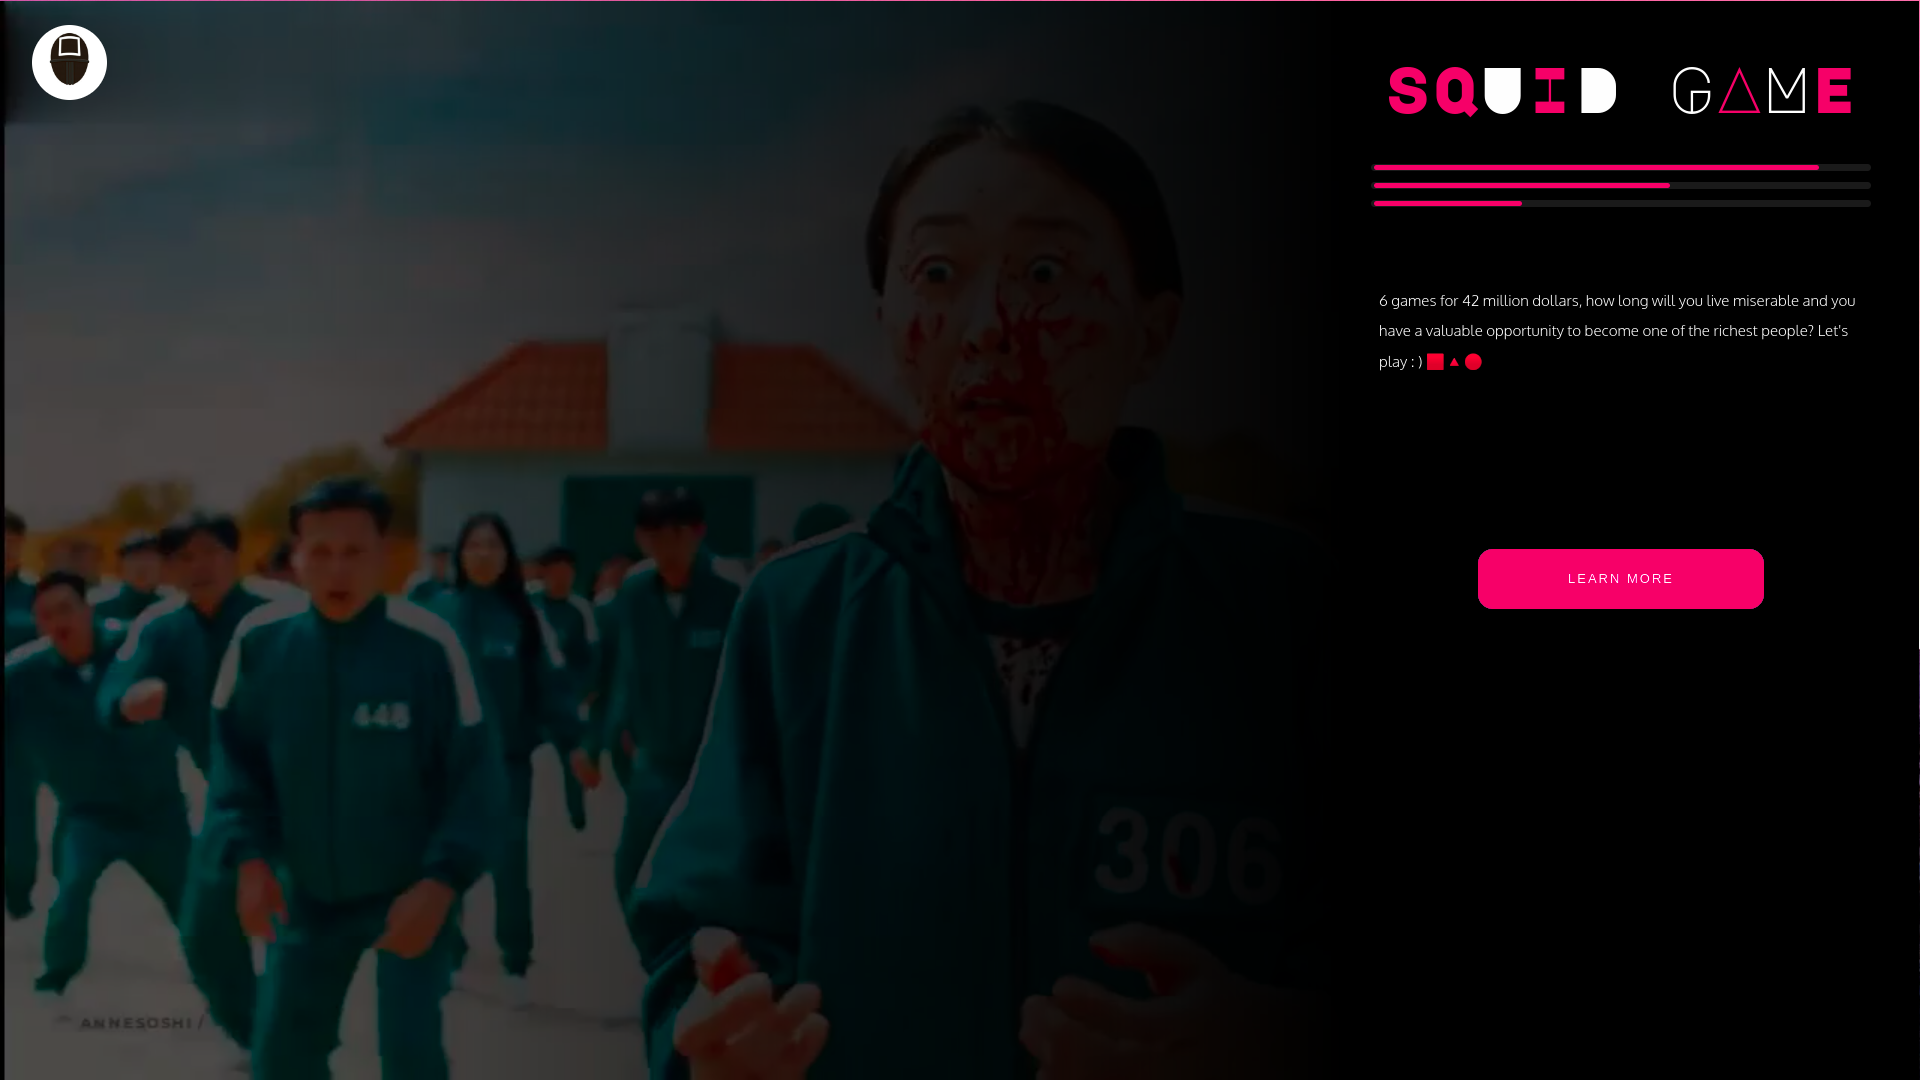 SQUID GAME
6 games for 42 million dollars, how long will you live miserable and you
have a valuable opportunity to become one of the richest people? Let's
play : )
LEARN MORE
448
306
ANNESOSHI /